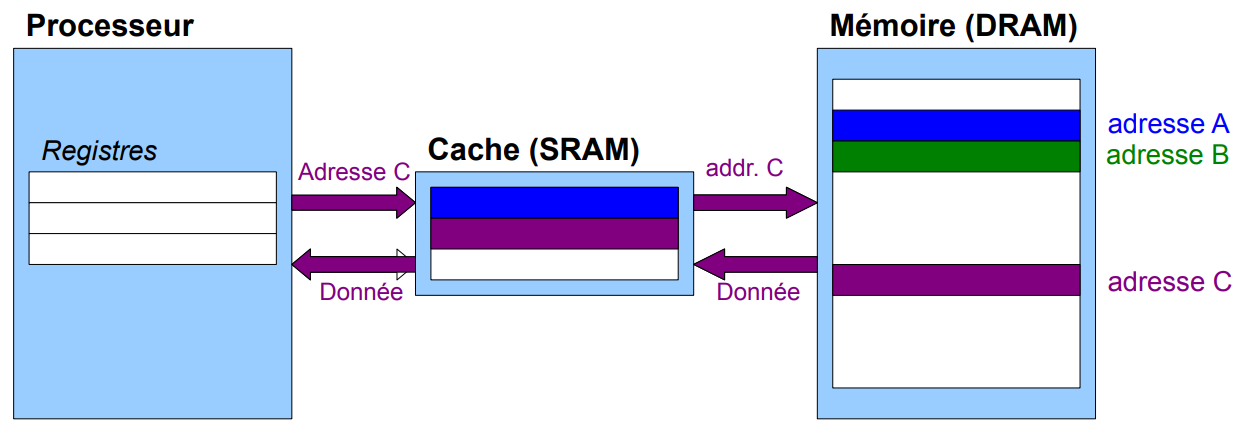 Processeur
Mémoire (DRAM)
Registres
Cache (SRAM)
Adresse C
addr. C
adresse A
adresse B
Donnée
Donnée
adresse C